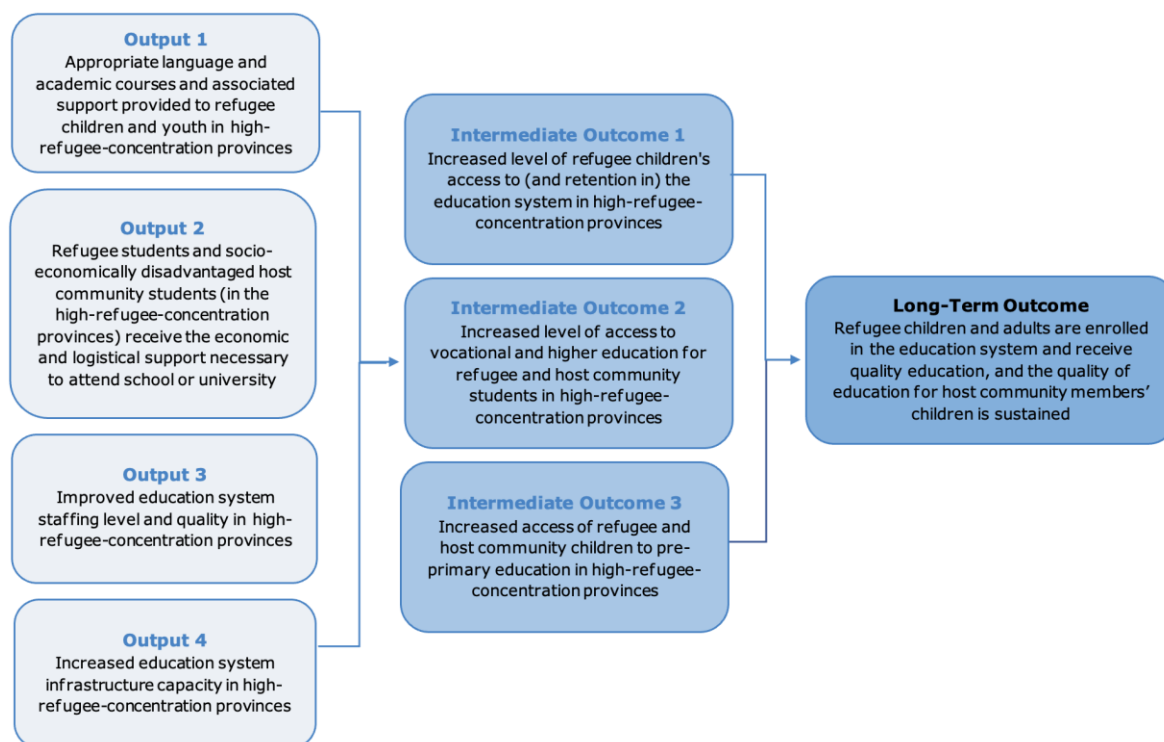 Output 1
Appropriate language and
academic courses and associated
support provided to refugee
children and youth in high-
refugee-concentration provinces
Output 2
Refugee students and socio-
economically disadvantaged host
community students (in the
high-refugee-concentration
provinces) receive the economic
and logistical support necessary
to attend school or university
Output 3
Improved education system
staffing level and quality in high-
refugee-concentration provinces
Output 4
Increased education system
infrastructure capacity in high-
refugee-concentration provinces
Intermediate Outcome 1
Increased level of refugee children's
access to (and retention in) the
education system in high-refugee-
concentration provinces
Intermediate Outcome 2
Increased level of access to
vocational and higher education for
refugee and host community
students in high-refugee-
concentration provinces
Intermediate Outcome 3
Increased access of refugee and
host community children to pre-
primary education in high-refugee-
concentration provinces
Long-Term Outcome
Refugee children and adults are enrolled
in the education system and receive
quality education, and the quality of
education for host community members’
children is sustained